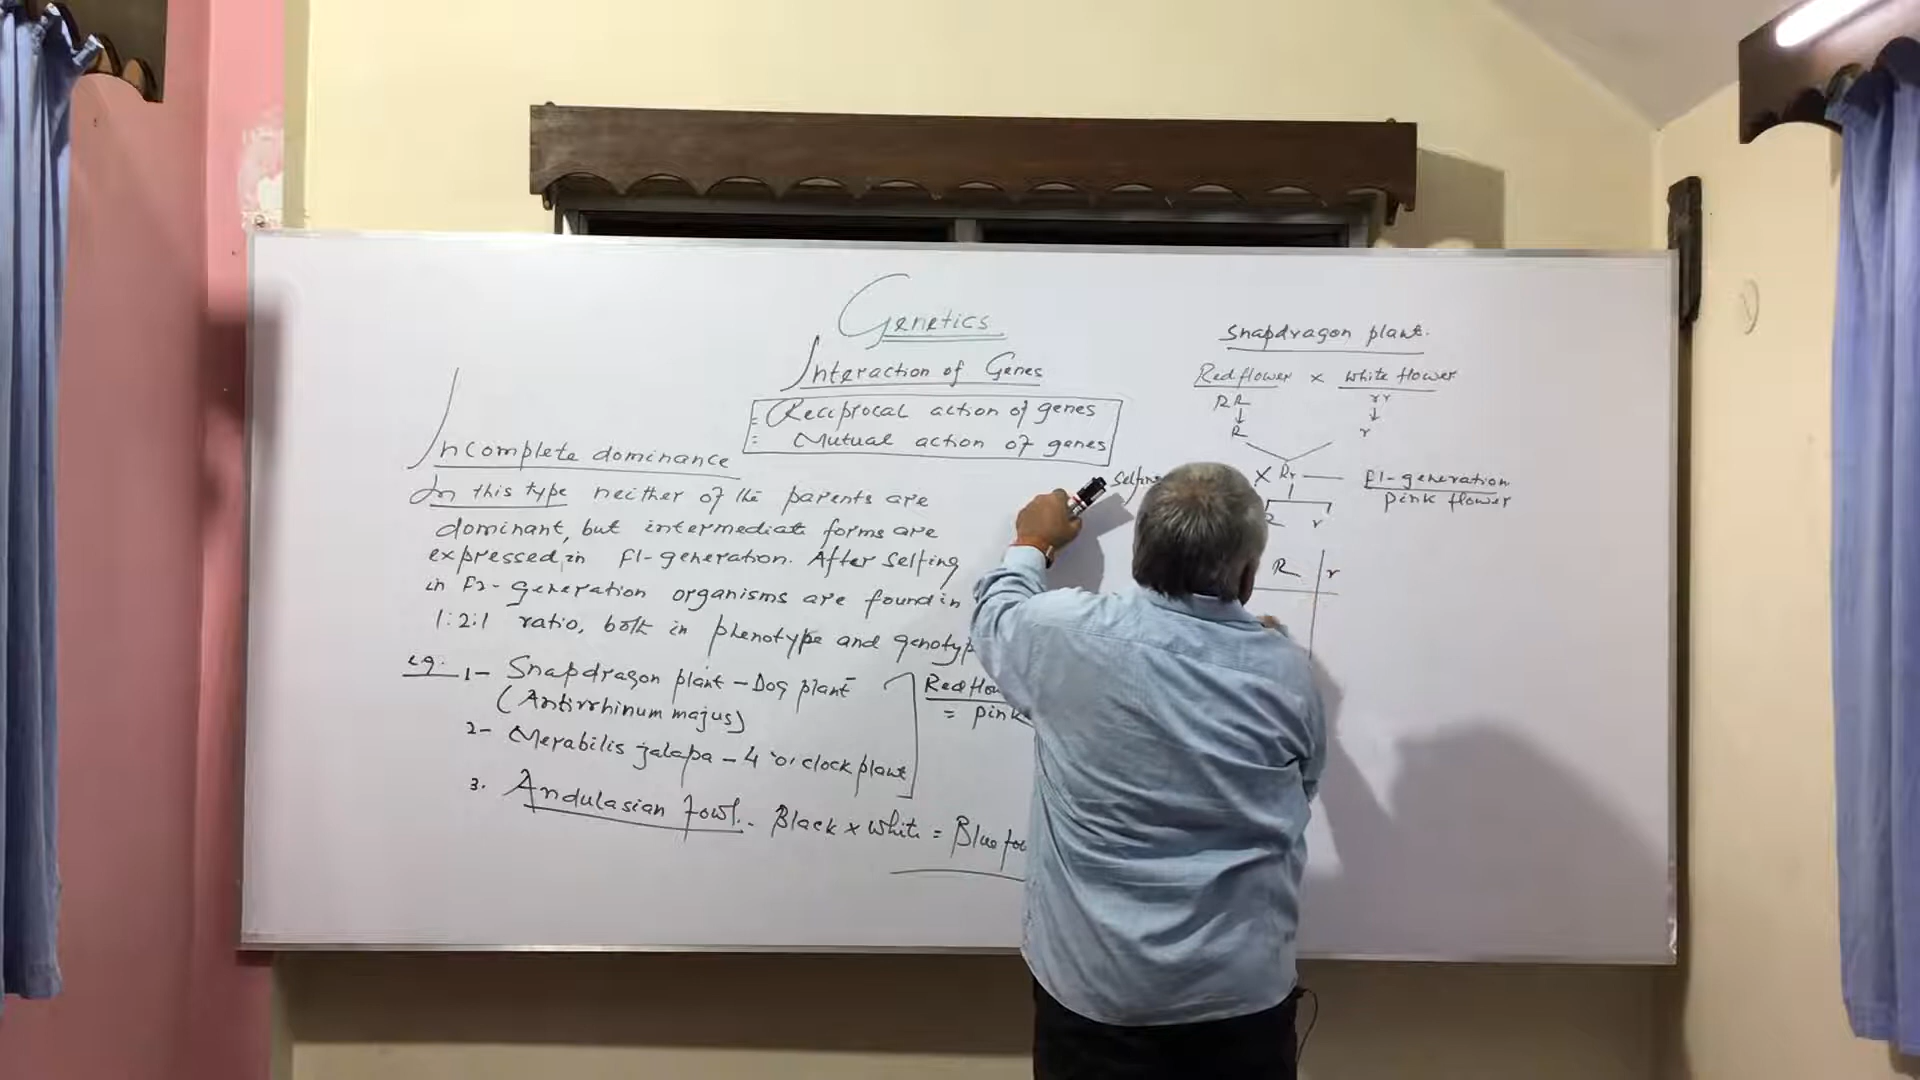 Genetics
Interaction of Genes
= Reciprocal action of genes
= Mutual action of genes
Incomplete dominance
In this type neither of the parents are
dominant, but intermediate forms are
expressed in F1-generation. After selfing
in F2-generation organisms are found in
1:2:1 ratio, both in phenotype and genotyp
e.g. 1- Snapdragon plant - Dog plant
(Antirrhinum majus)
2- Merabilis jalapa - 4 'o' clock plant
3. Andulasian fowl. - Black x White = Blue
Red
= pink
Snapdragon plant.
Red flower x white flower
RR rr
R r
Selfing X Rr F1-generation
pink flower
R r
R r